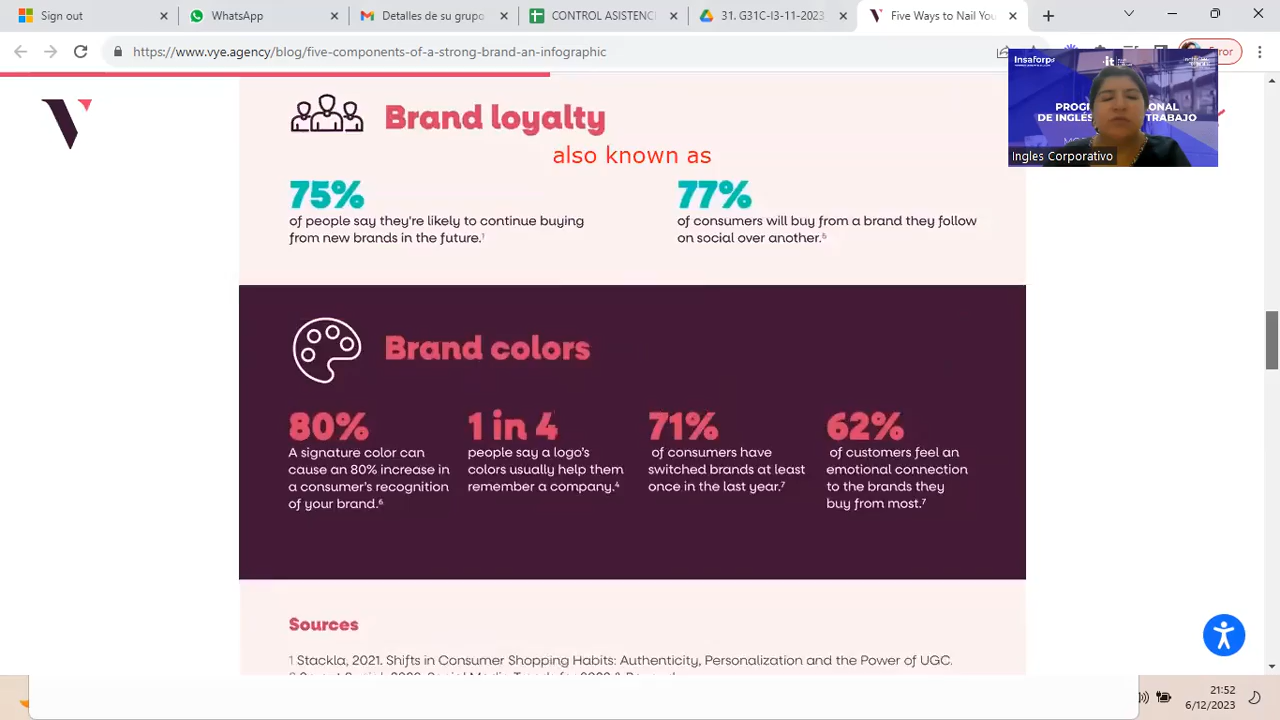 Sign out
WhatsApp
Detalles de su grupo
CONTROL ASISTENCI
31. G31C-I3-11-2023
Five Ways to Nail You
https://www.vye.agency/blog/five-components-of-a-strong-brand-an-infographic
Error
Insaforp
Ingles Corporativo
Brand loyalty
also known as
75%
of people say they're likely to continue buying
from new brands in the future.¹
77%
of consumers will buy from a brand they follow
on social over another.⁵
Brand colors
80%
A signature color can
cause an 80% increase in
a consumer's recognition
of your brand.⁶
1 in 4
people say a logo's
colors usually help them
remember a company.⁴
71%
of consumers have
switched brands at least
once in the last year.⁷
62%
of customers feel an
emotional connection
to the brands they
buy from most.⁷
Sources
1 Stackla, 2021. Shifts in Consumer Shopping Habits: Authenticity, Personalization and the Power of UGC.
21:52
6/12/2023